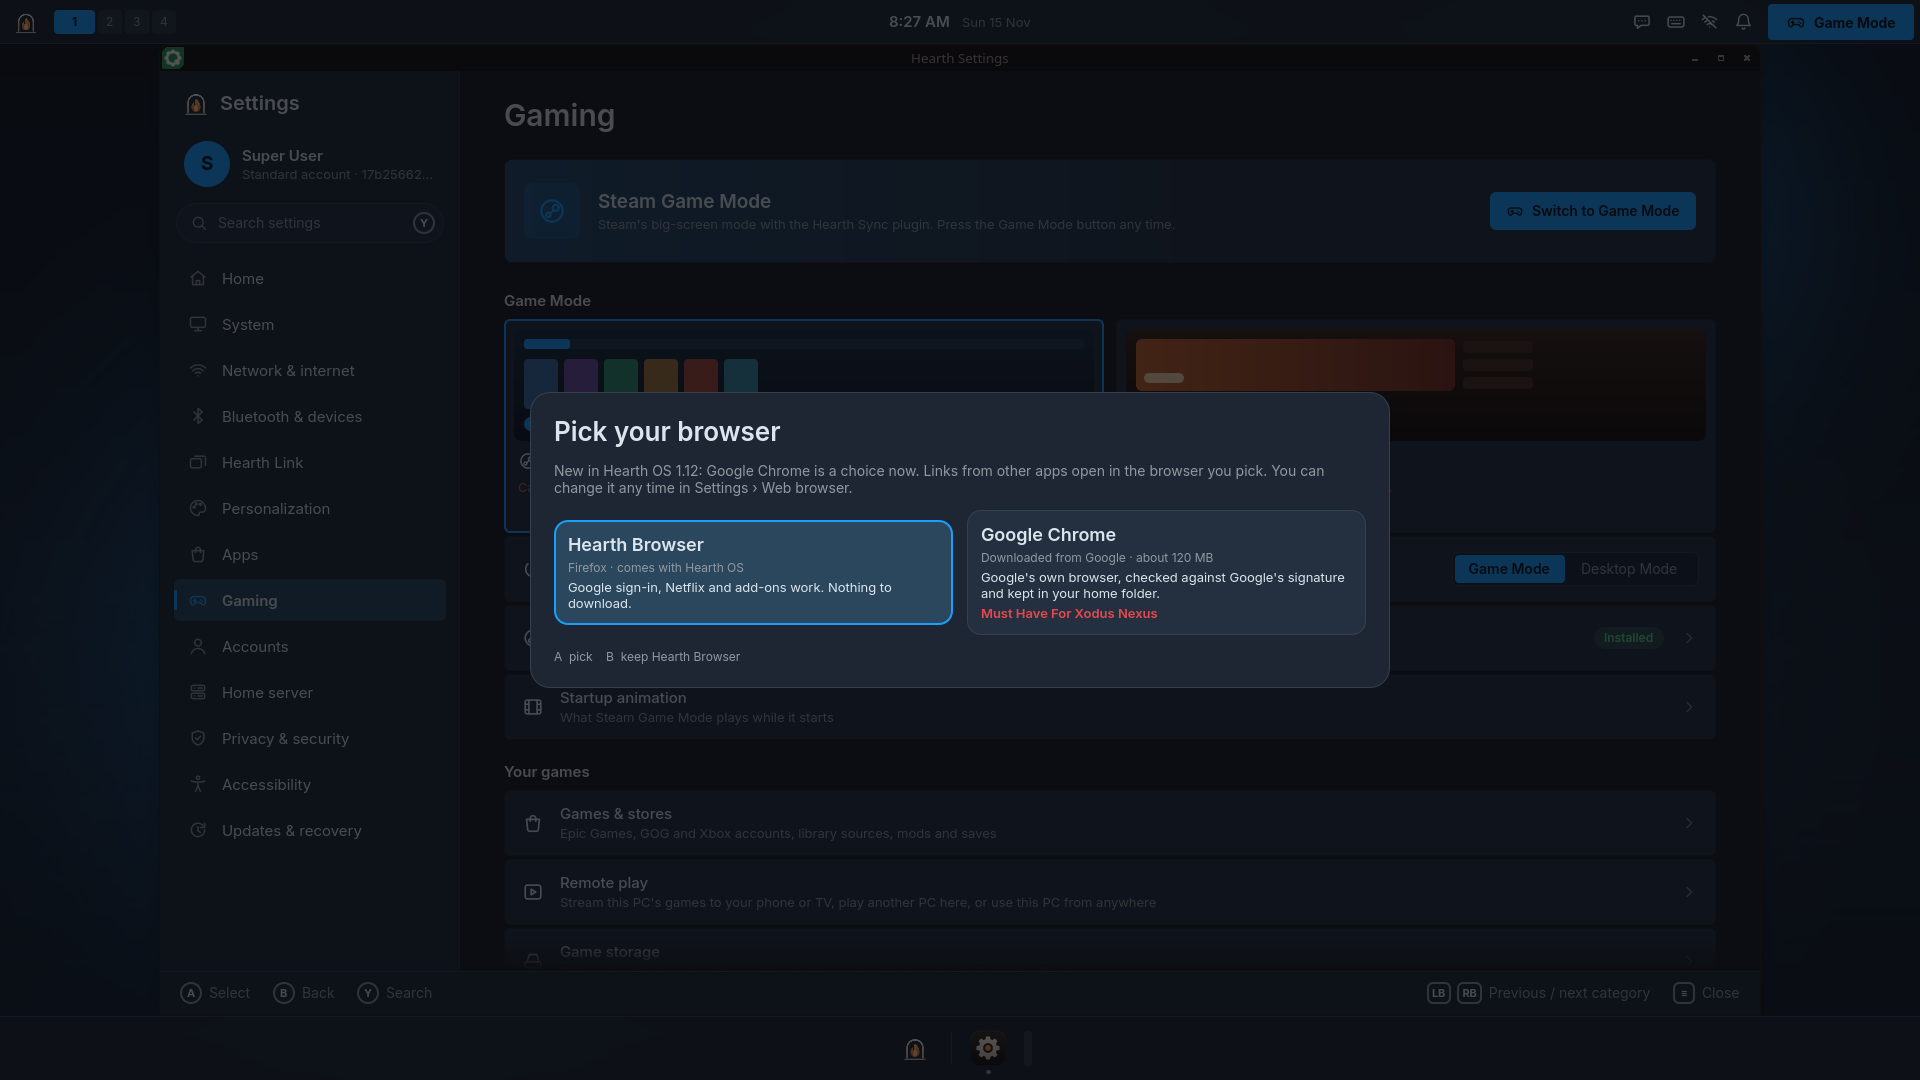 1 2 3 4
8:27 AM Sun 15 Nov
Game Mode
Hearth Settings
Settings
S
Super User
Standard account · 17b25662...
Search settings
Y
Home
System
Network & internet
Bluetooth & devices
Hearth Link
Personalization
Apps
Gaming
Accounts
Home server
Privacy & security
Accessibility
Updates & recovery
Gaming
Steam Game Mode
Steam's big-screen mode with the Hearth Sync plugin. Press the Game Mode button any time.
Switch to Game Mode
Game Mode
Pick your browser
New in Hearth OS 1.12: Google Chrome is a choice now. Links from other apps open in the browser you pick. You can
change it any time in Settings › Web browser.
Hearth Browser
Firefox · comes with Hearth OS
Google sign-in, Netflix and add-ons work. Nothing to
download.
Google Chrome
Downloaded from Google · about 120 MB
Google's own browser, checked against Google's signature
and kept in your home folder.
Must Have For Xodus Nexus
A pick B keep Hearth Browser
Game Mode Desktop Mode
Installed
Startup animation
What Steam Game Mode plays while it starts
Your games
Games & stores
Epic Games, GOG and Xbox accounts, library sources, mods and saves
Remote play
Stream this PC's games to your phone or TV, play another PC here, or use this PC from anywhere
Game storage
A Select B Back Y Search
LB RB Previous / next category Close